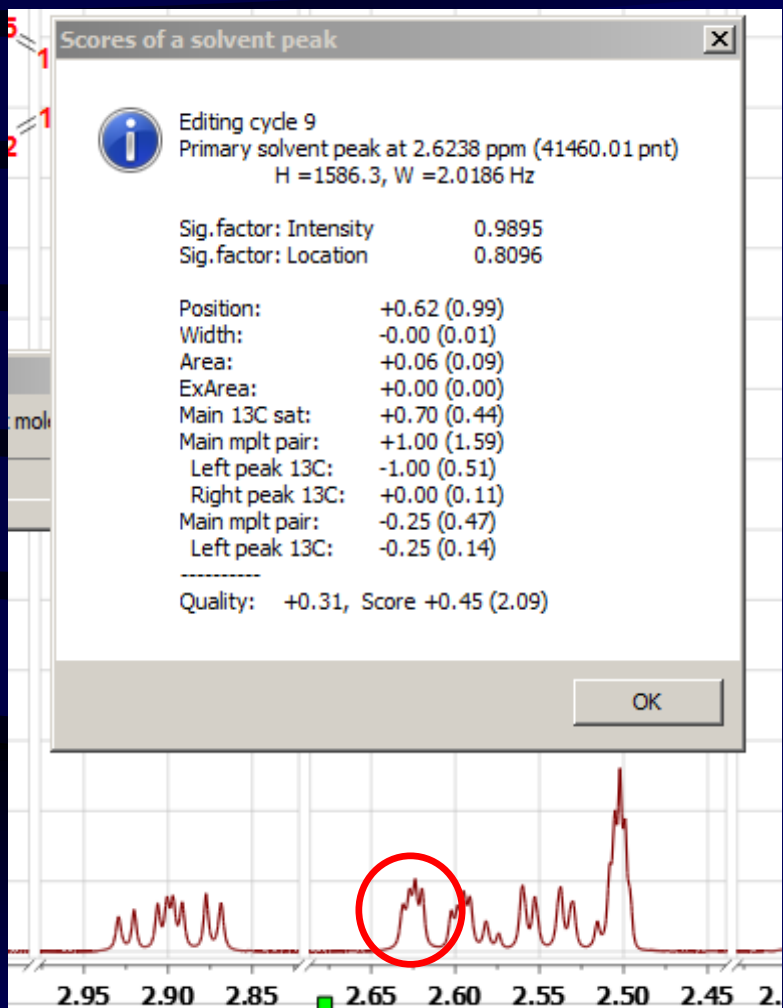 5
1
1
2
Scores of a solvent peak
Editing cycle 9
Primary solvent peak at 2.6238 ppm (41460.01 pnt)
H =1586.3, W =2.0186 Hz
Sig.factor: Intensity 0.9895
Sig.factor: Location 0.8096
Position: +0.62 (0.99)
Width: -0.00 (0.01)
Area: +0.06 (0.09)
ExArea: +0.00 (0.00)
Main 13C sat: +0.70 (0.44)
Main mplt pair: +1.00 (1.59)
Left peak 13C: -1.00 (0.51)
Right peak 13C: +0.00 (0.11)
Main mplt pair: -0.25 (0.47)
Left peak 13C: -0.25 (0.14)
----------
Quality: +0.31, Score +0.45 (2.09)
OK
2.95 2.90 2.85 2.65 2.60 2.55 2.50 2.45